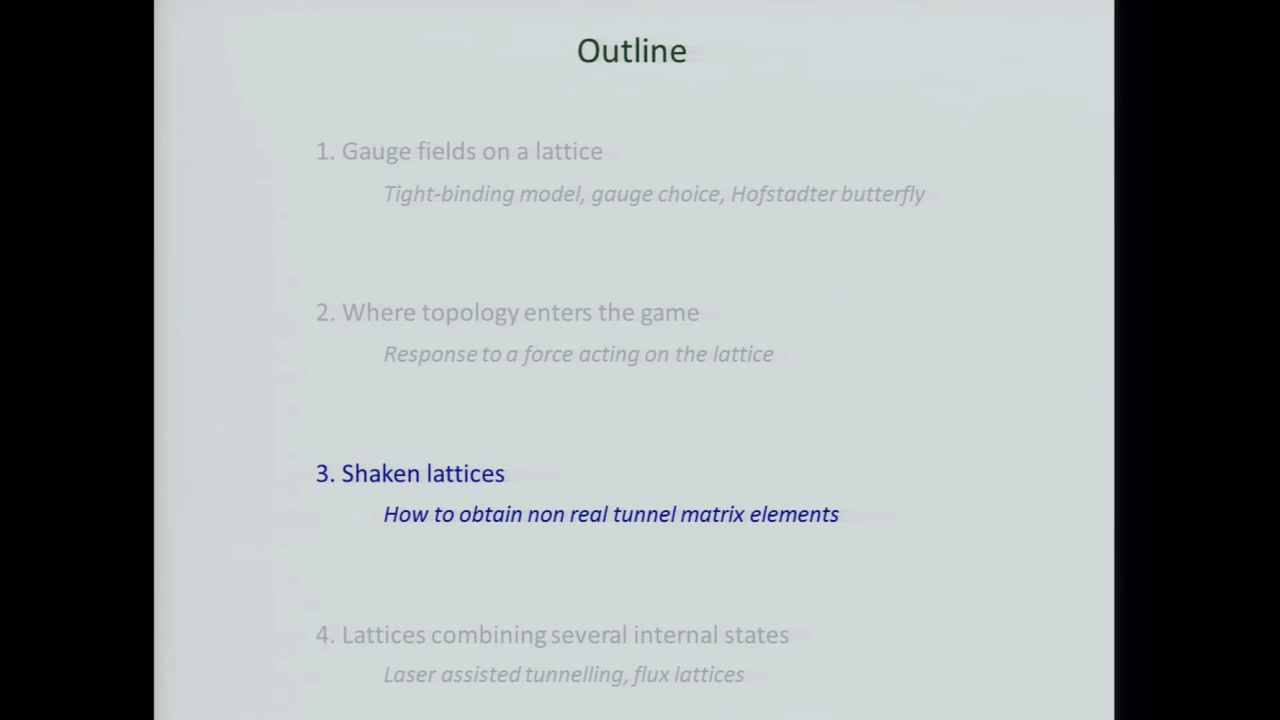 Outline
1. Gauge fields on a lattice
Tight-binding model, gauge choice, Hofstadter butterfly
2. Where topology enters the game
Response to a force acting on the lattice
3. Shaken lattices
How to obtain non real tunnel matrix elements
4. Lattices combining several internal states
Laser assisted tunnelling, flux lattices